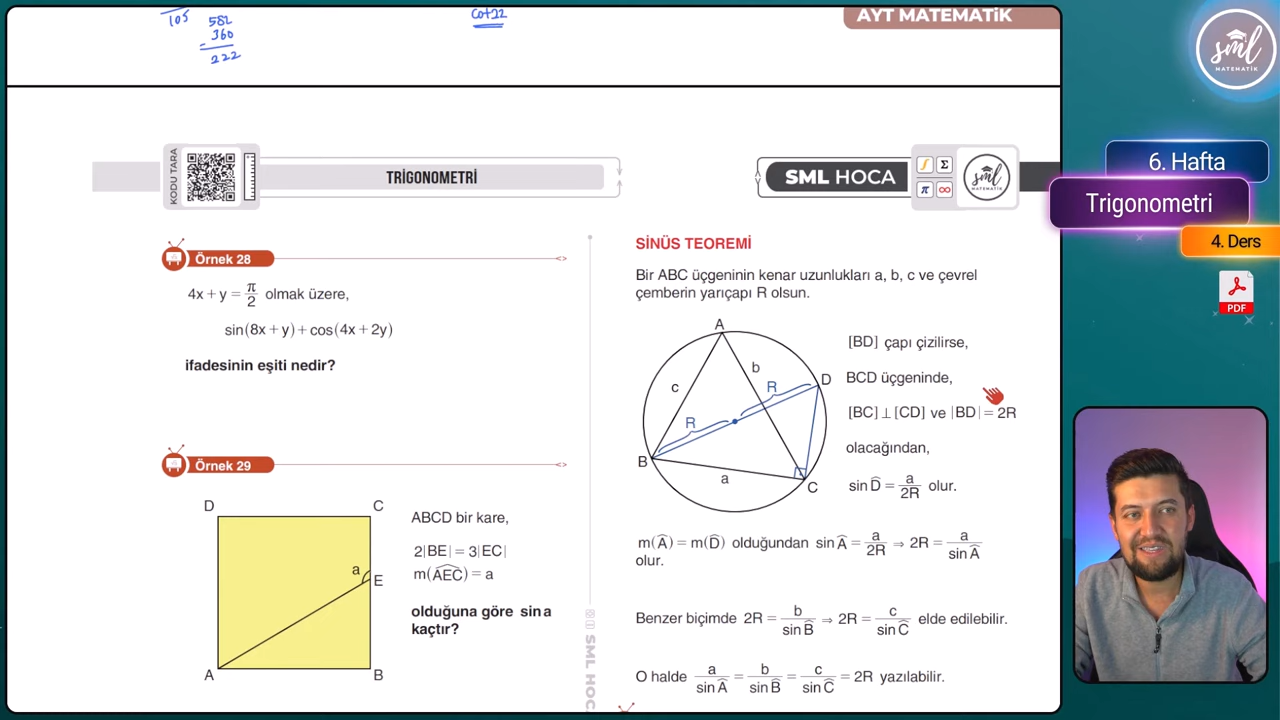 105
582
- 360
222
cot22
AYT MATEMATİK
sml
MATEMATIK
KODU TARA
TRİGONOMETRİ
SML HOCA
∫ Σ
π ∞
sml
MATEMATIK
6. Hafta
Trigonometri
4. Ders
PDF
Örnek 28
4x + y = π/2 olmak üzere,
sin(8x + y) + cos(4x + 2y)
ifadesinin eşiti nedir?
Örnek 29
D C
a E
A B
ABCD bir kare,
2|BE| = 3|EC|
m(AEC) = a
olduğuna göre sin a
kaçtır?
SML HOC
SİNÜS TEOREMİ
Bir ABC üçgeninin kenar uzunlukları a, b, c ve çevrel
çemberin yarıçapı R olsun.
A
b
c R D
R
B
a C
[BD] çapı çizilirse,
BCD üçgeninde,
[BC] ⊥ [CD] ve |BD| = 2R
olacağından,
sin D̂ = a/2R olur.
m(Â) = m(D̂) olduğundan sin  = a/2R ⇒ 2R = a/sin Â
olur.
Benzer biçimde 2R = b/sin B̂ ⇒ 2R = c/sin Ĉ elde edilebilir.
O halde a/sin  = b/sin B̂ = c/sin Ĉ = 2R yazılabilir.